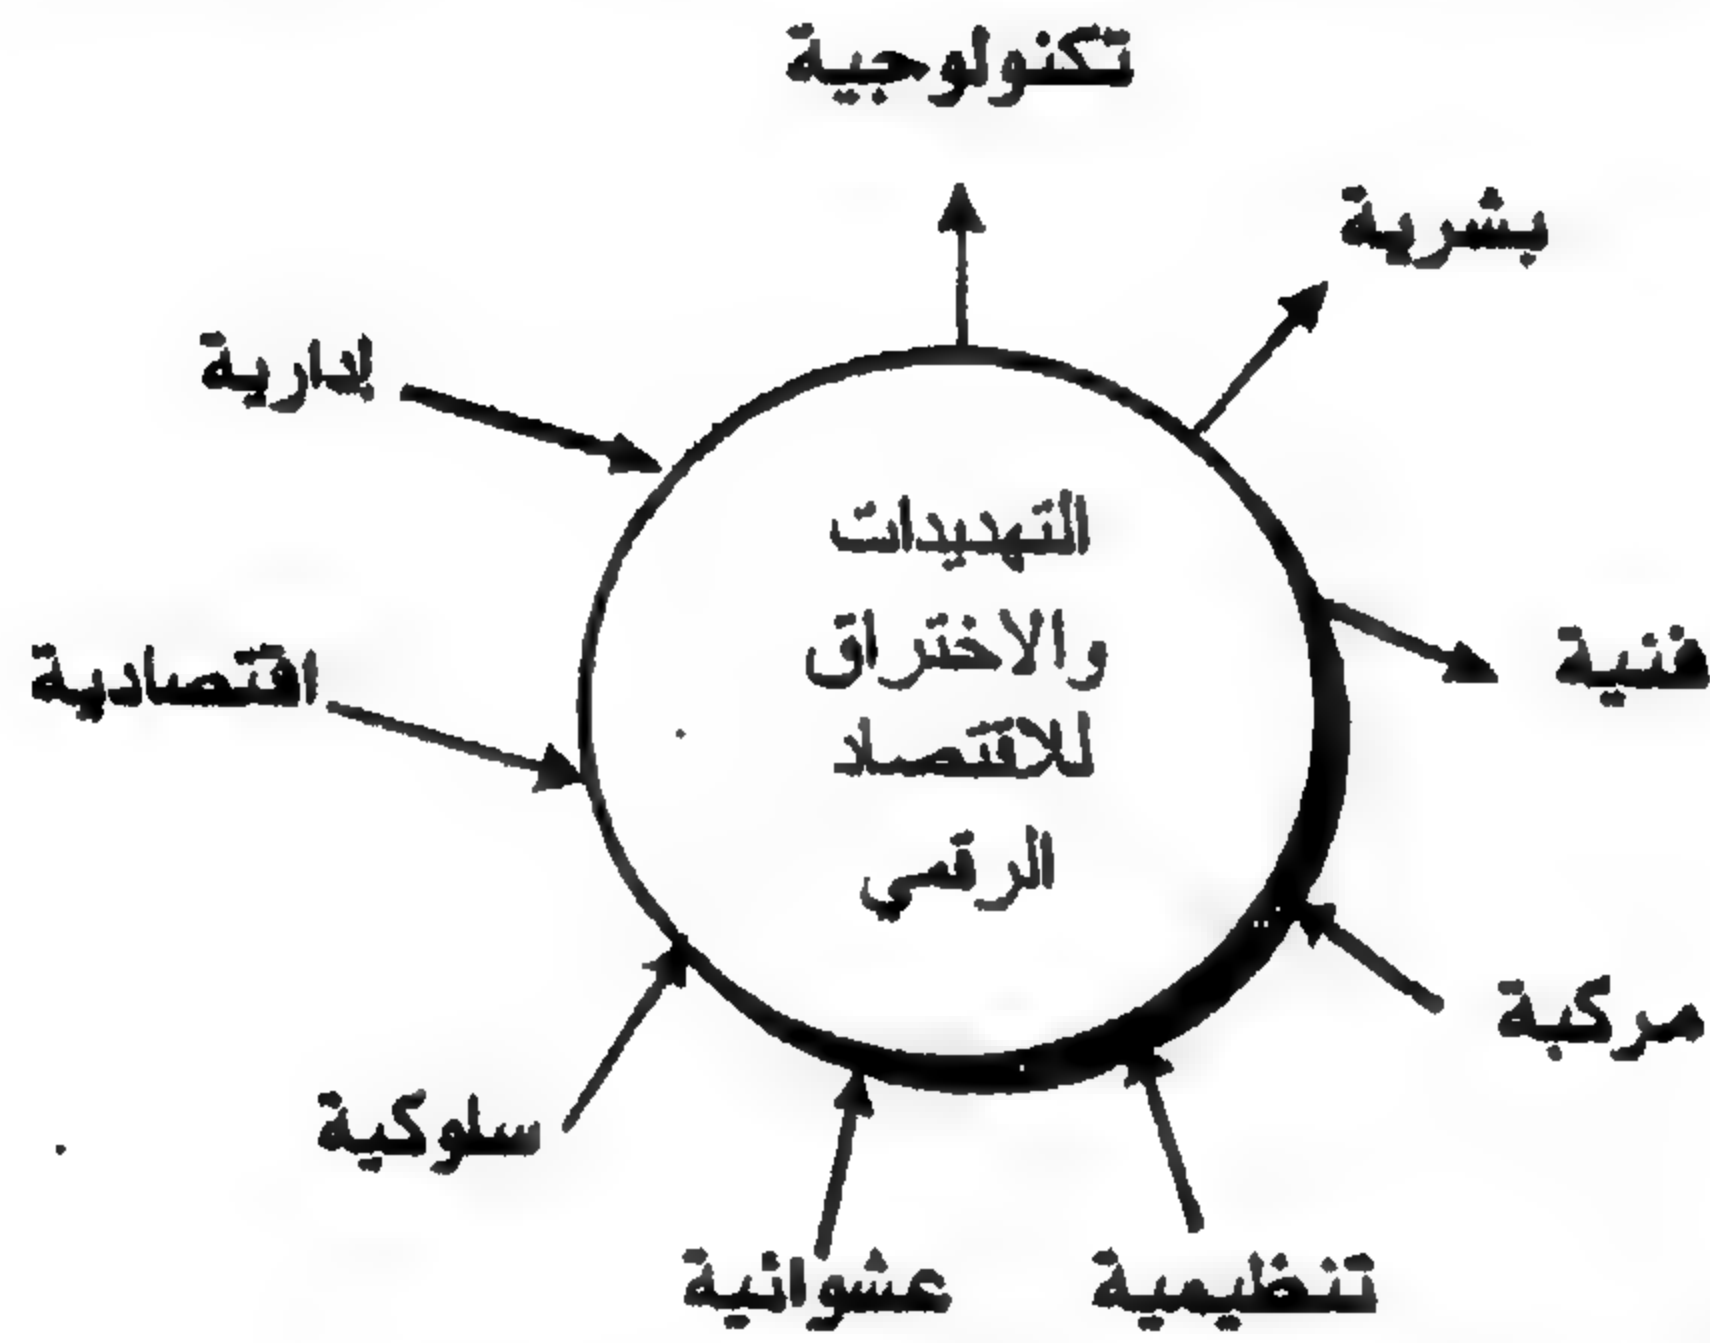 تكنولوجية
بشرية
إدارية
التهديدات
والاختراق
للاقتصاد
الرقمي
اقتصادية
فنية
مركبة
سلوكية
تنظيمية
عشوائية